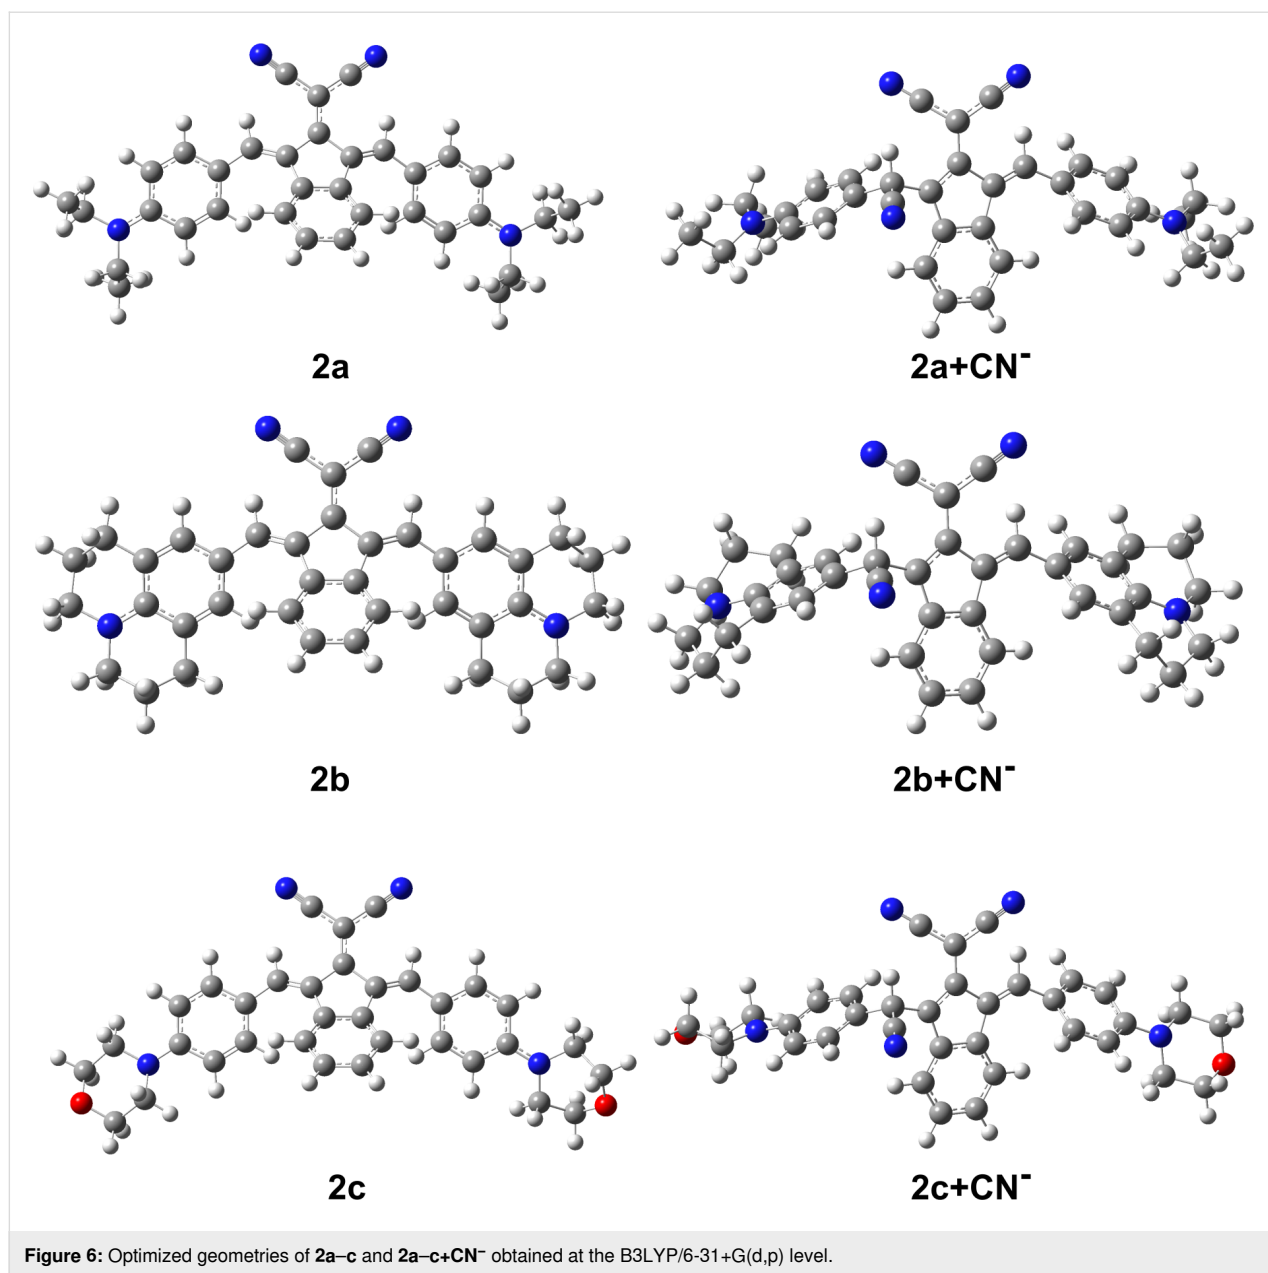 2a
2a+CN⁻
2b
2b+CN⁻
2c
2c+CN⁻
Figure 6: Optimized geometries of 2a–c and 2a–c+CN⁻ obtained at the B3LYP/6-31+G(d,p) level.